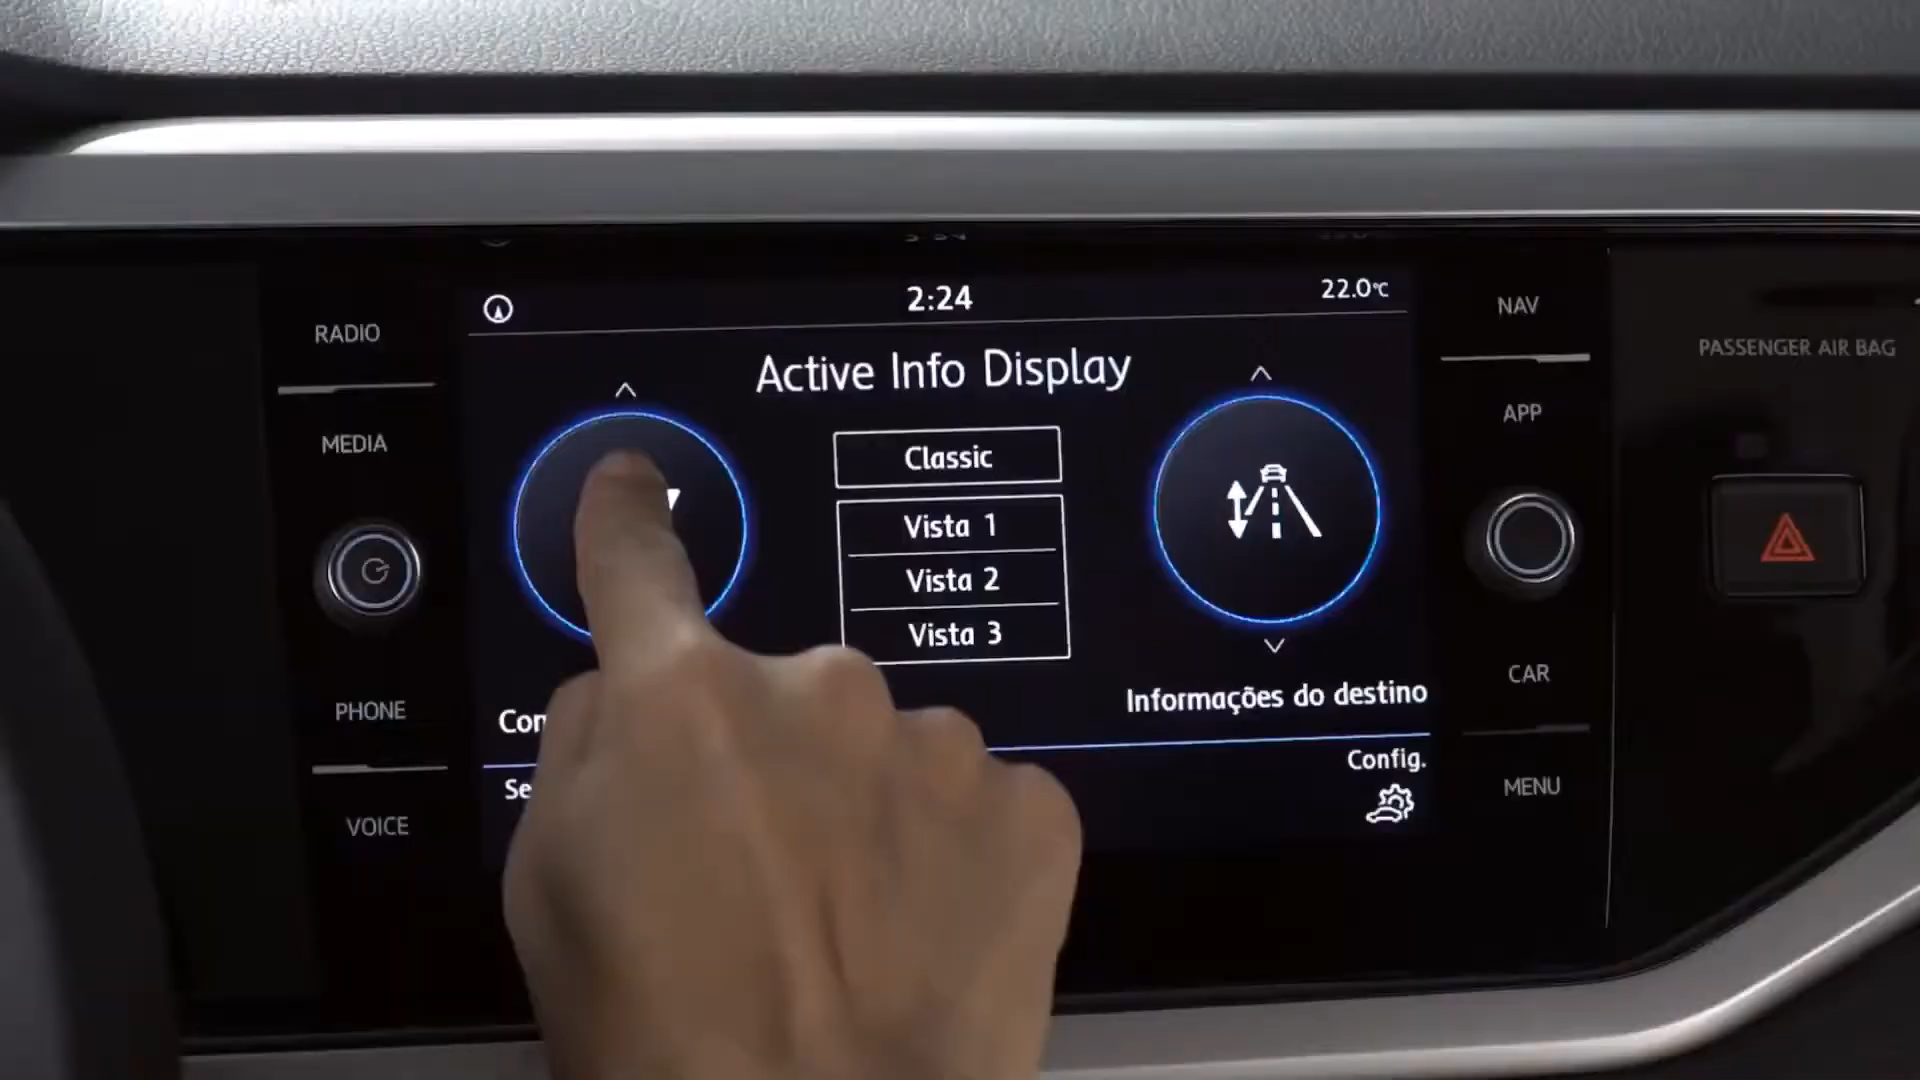 2:24
22.0°C
RADIO
MEDIA
PHONE
VOICE
Active Info Display
Classic
Vista 1
Vista 2
Vista 3
Informações do destino
Config.
NAV
APP
CAR
MENU
PASSENGER AIR BAG